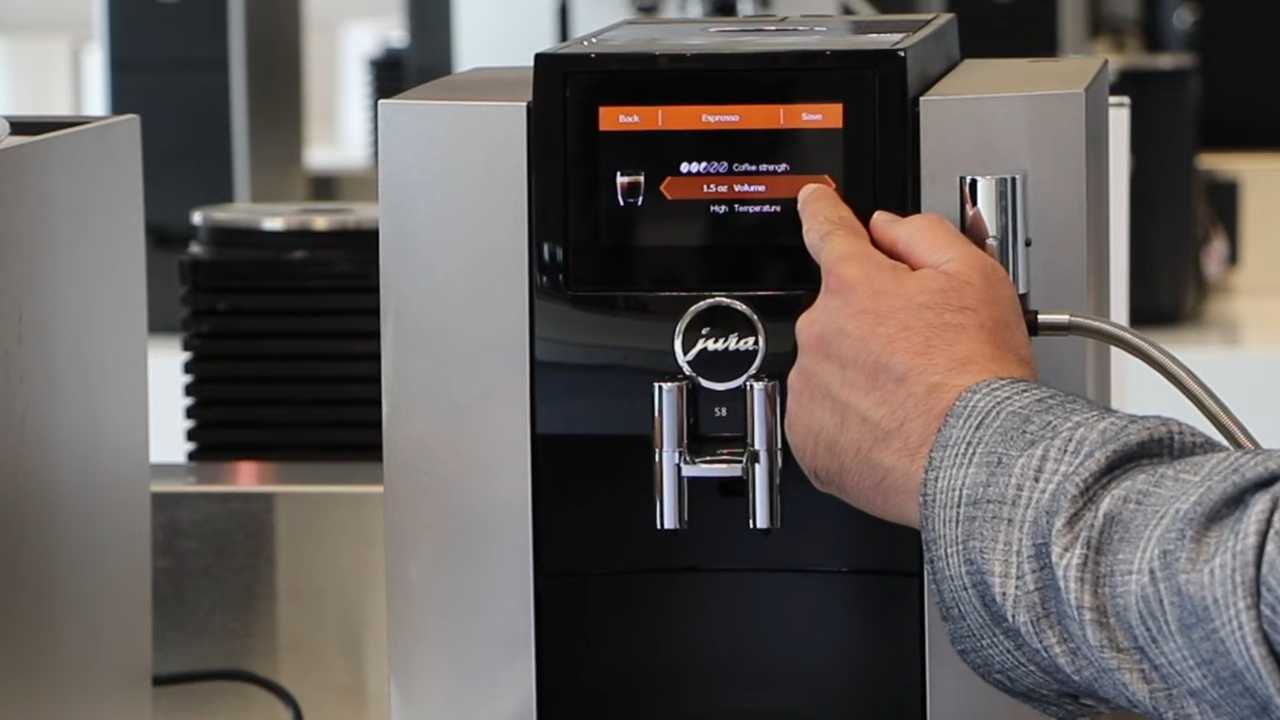 Back Espresso Save
Coffee strength
1.5 oz Volume
High Temperature
jura
S8